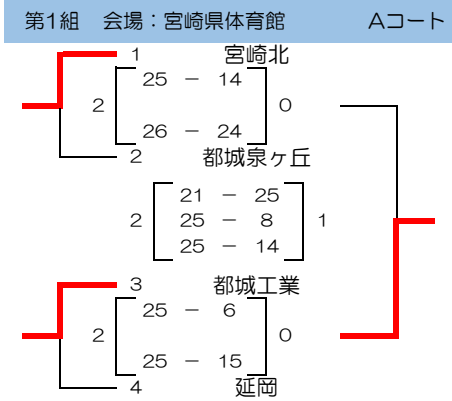 第1組 会場：宮崎県体育館 Aコート
1 宮崎北
25 － 14
2 0
26 － 24
2 都城泉ヶ丘
21 － 25
2 25 － 8 1
25 － 14
3 都城工業
25 － 6
2 0
25 － 15
4 延岡